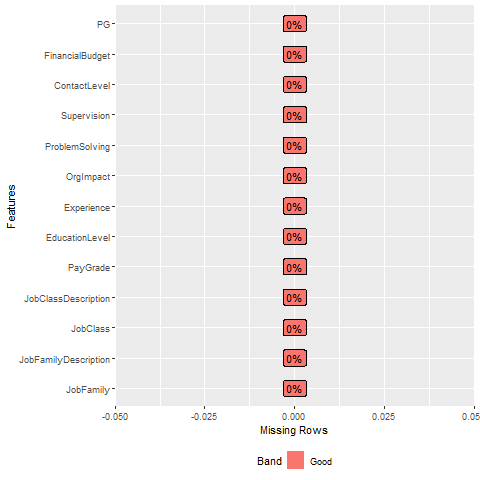 PG 0%
FinancialBudget 0%
ContactLevel 0%
Supervision 0%
ProblemSolving 0%
OrgImpact 0%
Features
Experience 0%
EducationLevel 0%
PayGrade 0%
JobClassDescription 0%
JobClass 0%
JobFamilyDescription 0%
JobFamily 0%
-0.050 -0.025 0.000 0.025 0.05
Missing Rows
Band Good